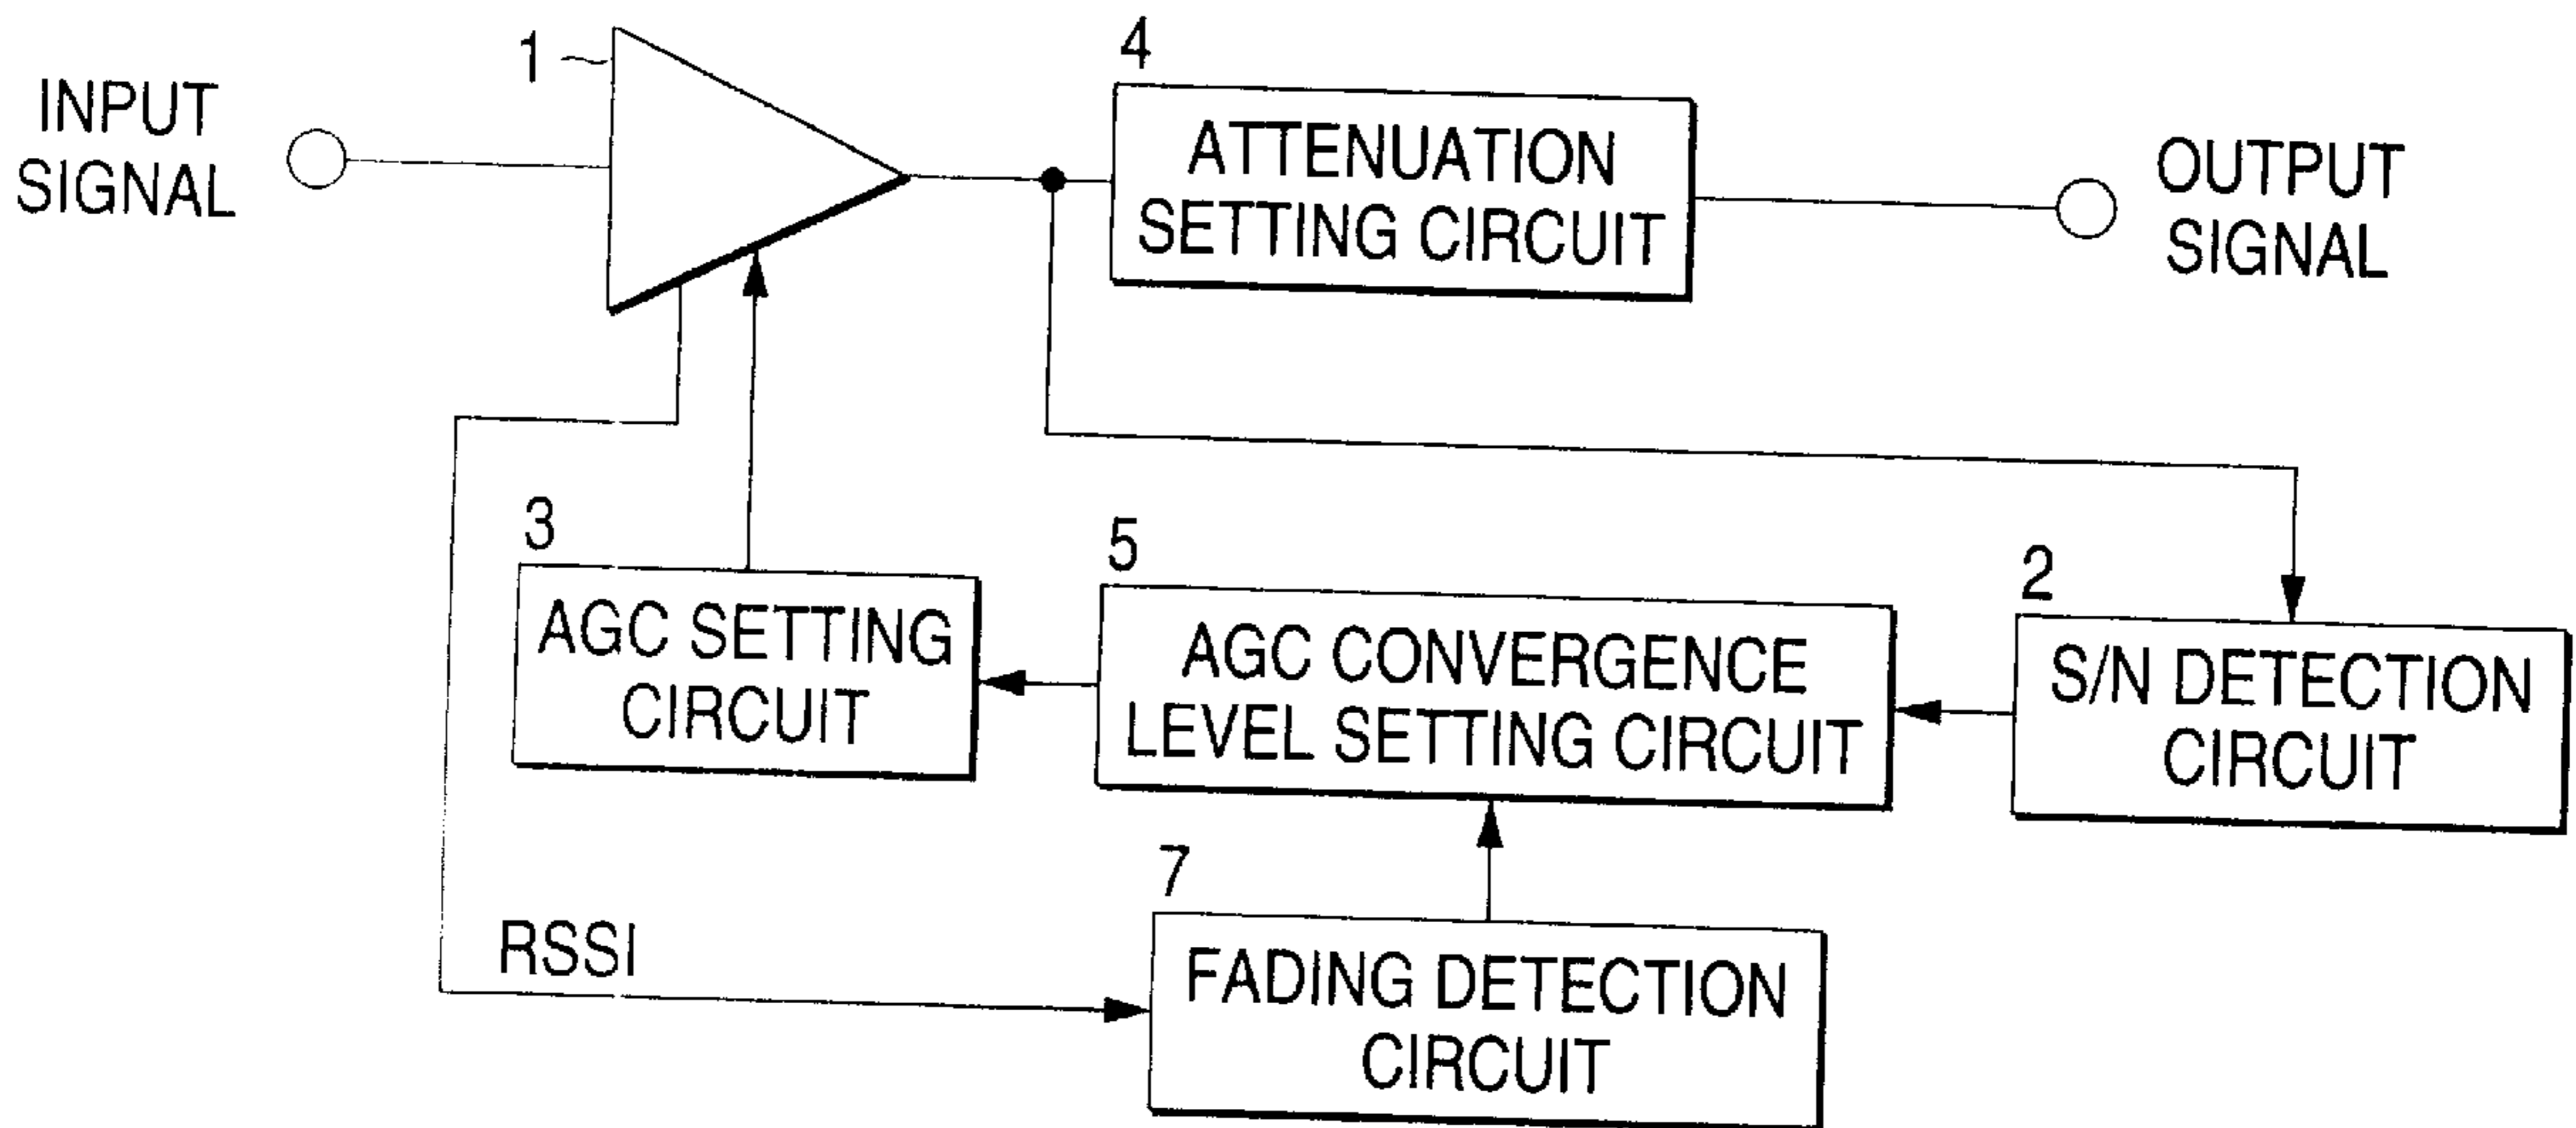 1
4
INPUT
SIGNAL
ATTENUATION
SETTING CIRCUIT
OUTPUT
SIGNAL
3
5
2
AGC SETTING
CIRCUIT
AGC CONVERGENCE
LEVEL SETTING CIRCUIT
S/N DETECTION
CIRCUIT
7
RSSI
FADING DETECTION
CIRCUIT